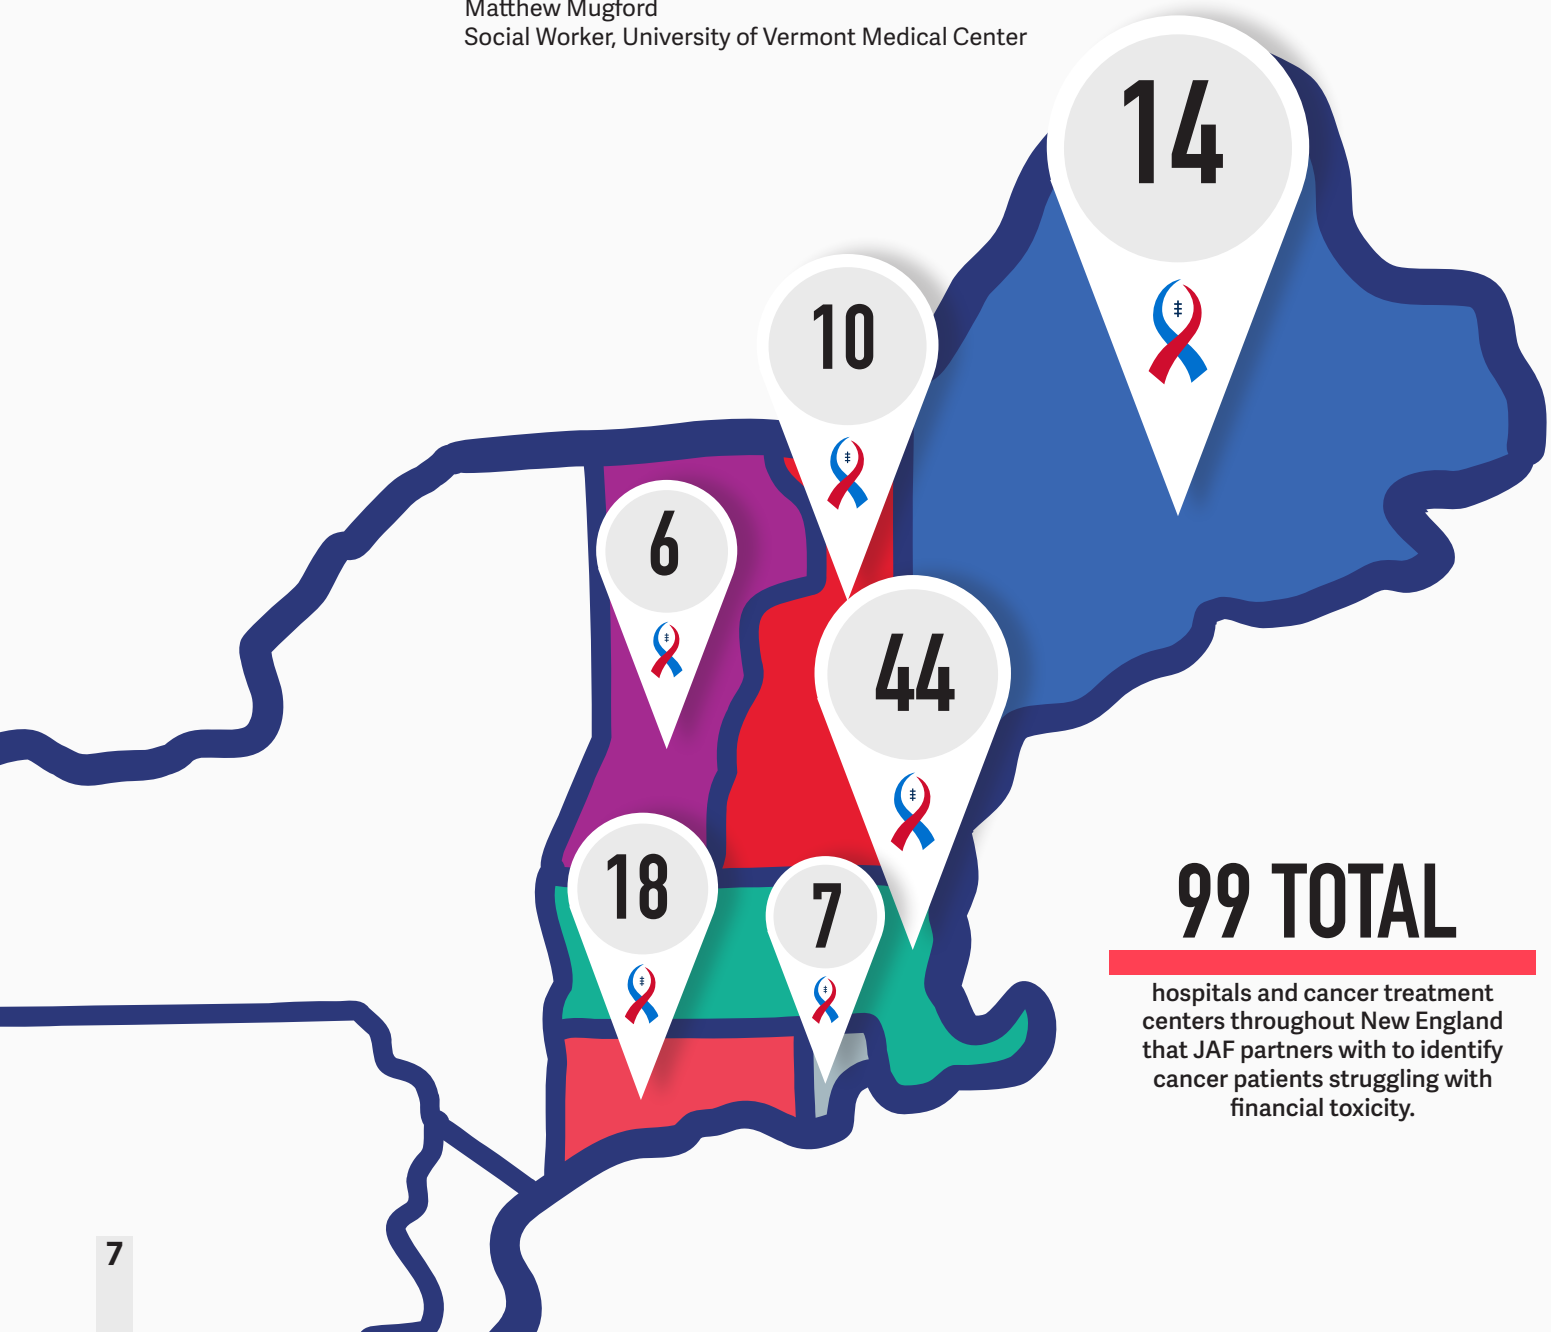 Matthew Mugford
Social Worker, University of Vermont Medical Center
14
10
6
44
18
7
99 TOTAL
hospitals and cancer treatment
centers throughout New England
that JAF partners with to identify
cancer patients struggling with
financial toxicity.
7